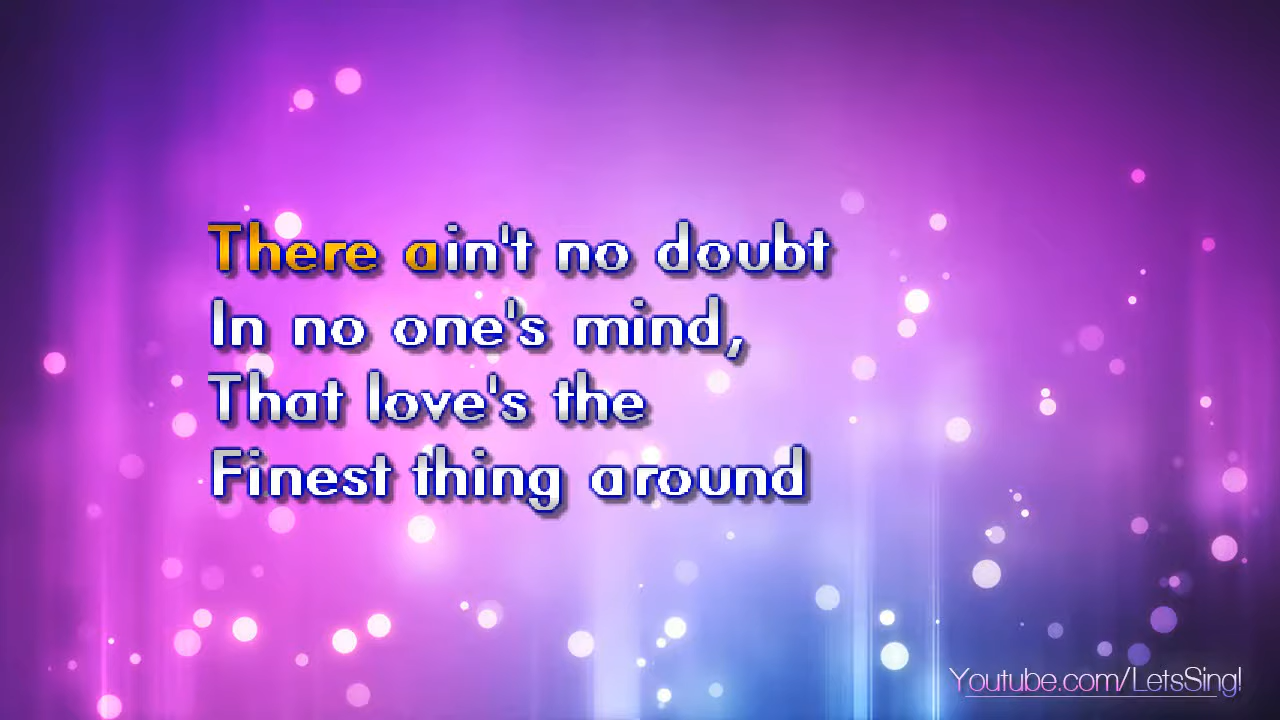 There ain't no doubt
In no one's mind,
That love's the
Finest thing around
Youtube.com/LetsSing!